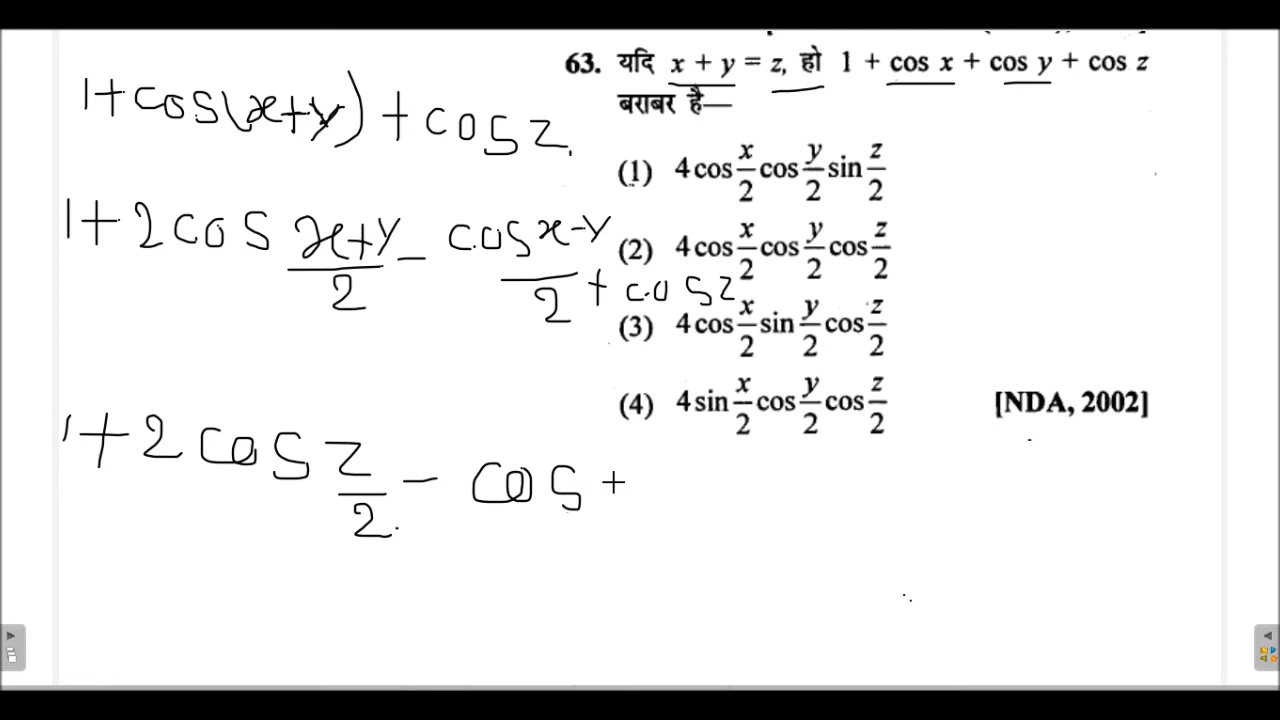 63. यदि x + y = z, हो 1 + cos x + cos y + cos z
बराबर है—
(1) 4 cos x/2 cos y/2 sin z/2
(2) 4 cos x/2 cos y/2 cos z/2
(3) 4 cos x/2 sin y/2 cos z/2
(4) 4 sin x/2 cos y/2 cos z/2 [NDA, 2002]
1 + cos(x+y) + cos z.
1 + 2 cos x+y/2 - cos x-y/2 + cos z
1 + 2 cos z/2 - cos +